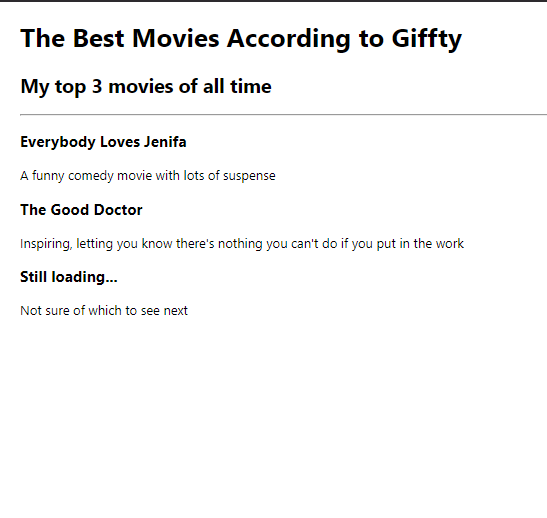 The Best Movies According to Giffty
My top 3 movies of all time
Everybody Loves Jenifa
A funny comedy movie with lots of suspense
The Good Doctor
Inspiring, letting you know there's nothing you can't do if you put in the work
Still loading...
Not sure of which to see next